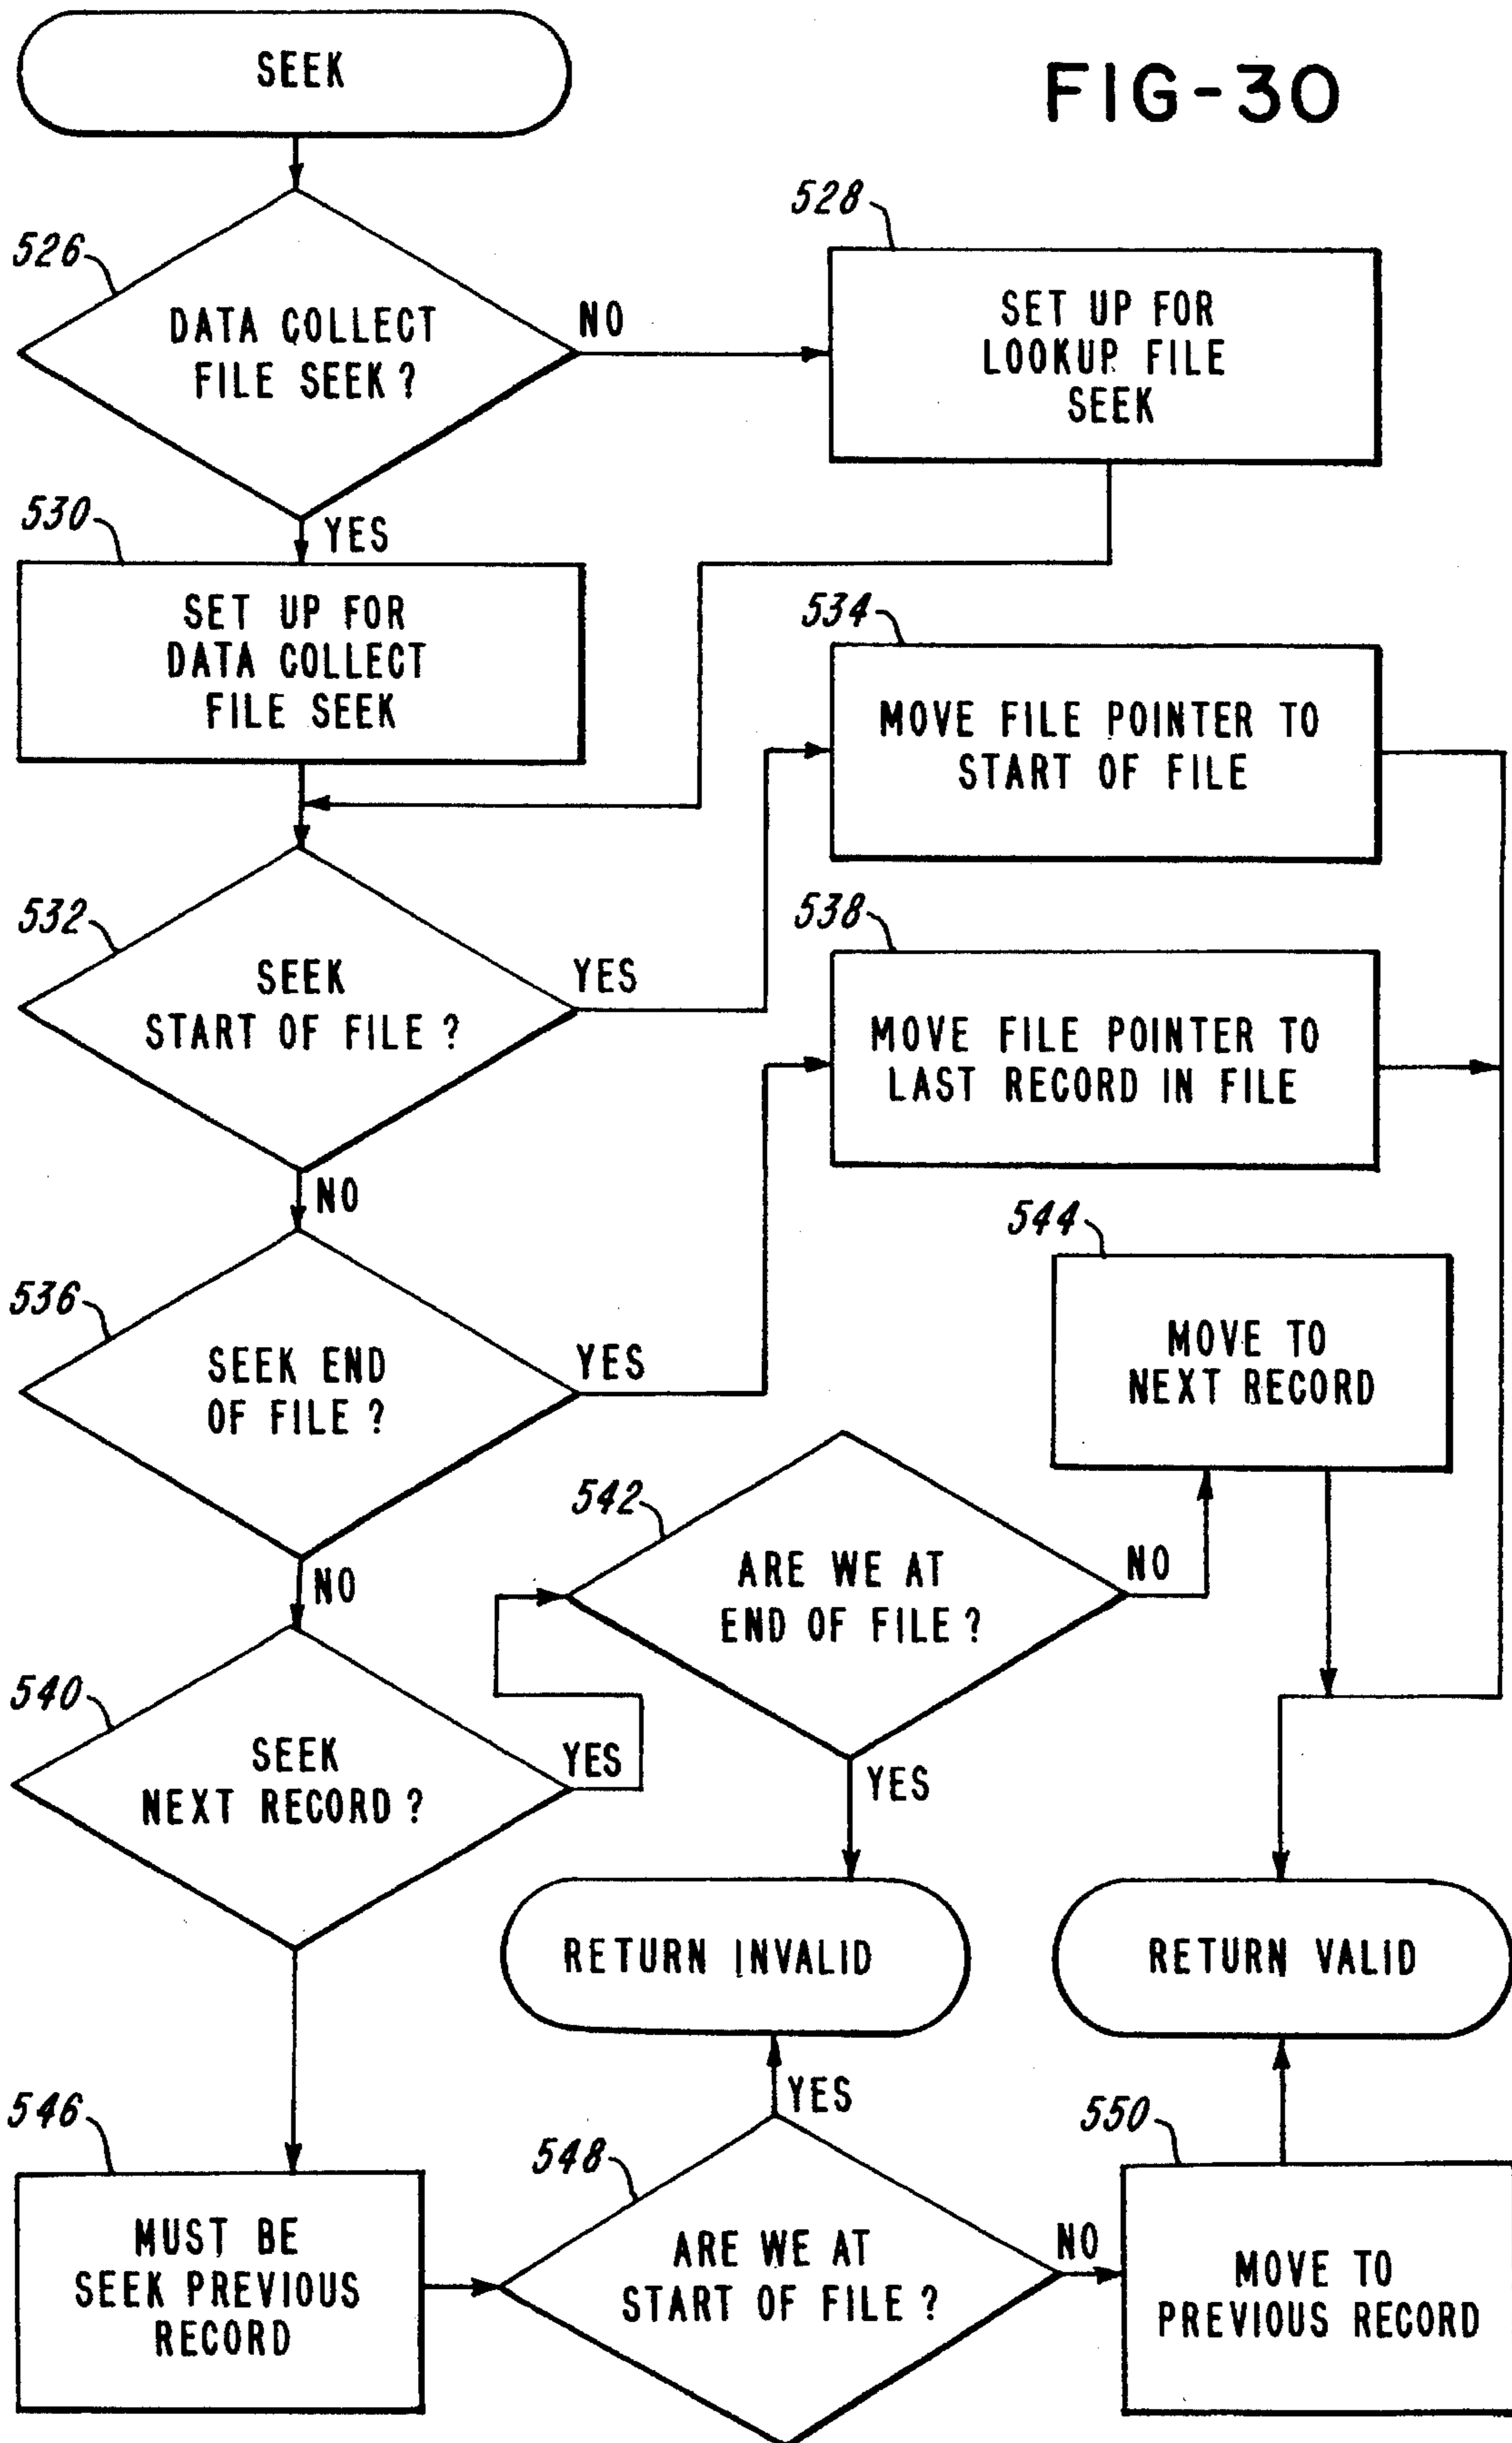 SEEK
FIG-30
526
DATA COLLECT
FILE SEEK?
NO
528
SET UP FOR
LOOKUP FILE
SEEK
YES
530
SET UP FOR
DATA COLLECT
FILE SEEK
534
MOVE FILE POINTER TO
START OF FILE
532
SEEK
START OF FILE?
YES
538
MOVE FILE POINTER TO
LAST RECORD IN FILE
NO
536
SEEK END
OF FILE?
YES
544
MOVE TO
NEXT RECORD
542
ARE WE AT
END OF FILE?
NO
NO
540
SEEK
NEXT RECORD?
YES
YES
RETURN INVALID
RETURN VALID
546
MUST BE
SEEK PREVIOUS
RECORD
YES
548
ARE WE AT
START OF FILE?
NO
550
MOVE TO
PREVIOUS RECORD